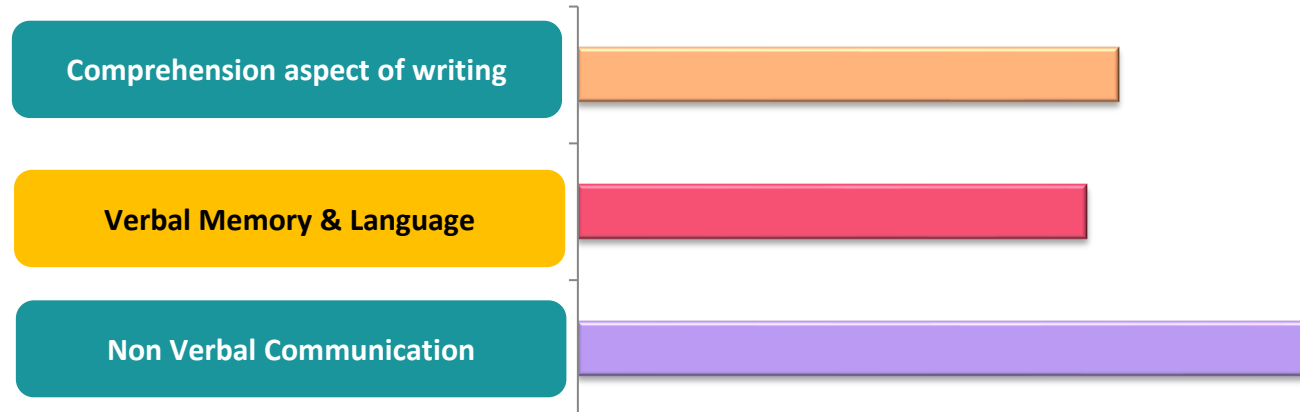 Comprehension aspect of writing
Verbal Memory & Language
Non Verbal Communication